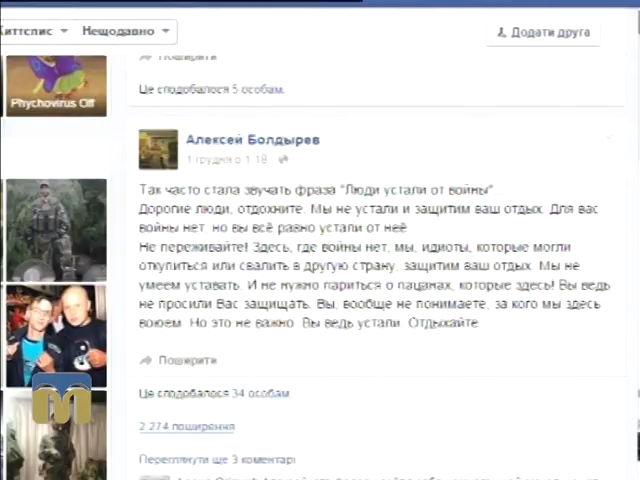 Нещодавно
Додати друга
Поширити
Це сподобалося 5 особам.
Phychovirus Off
Алексей Болдырев
1 грудня о 1:18
Так часто стала звучать фраза "Люди устали от войны"
Дорогие люди, отдохните. Мы не устали и защитим ваш отдых. Для вас
войны нет, но вы всё равно устали от неё
Не переживайте! Здесь, где войны нет, мы, идиоты, которые могли
откупиться или свалить в другую страну, защитим ваш отдых. Мы не
умеем уставать. И не нужно париться о пацанах, которые здесь! Вы ведь
не просили Вас защищать. Вы, вообще не понимаете, за кого мы здесь
воюем. Но это не важно. Вы ведь устали. Отдыхайте
Поширити
Це сподобалося 34 особам
2 274 поширення
Переглянути ще 3 коментарі